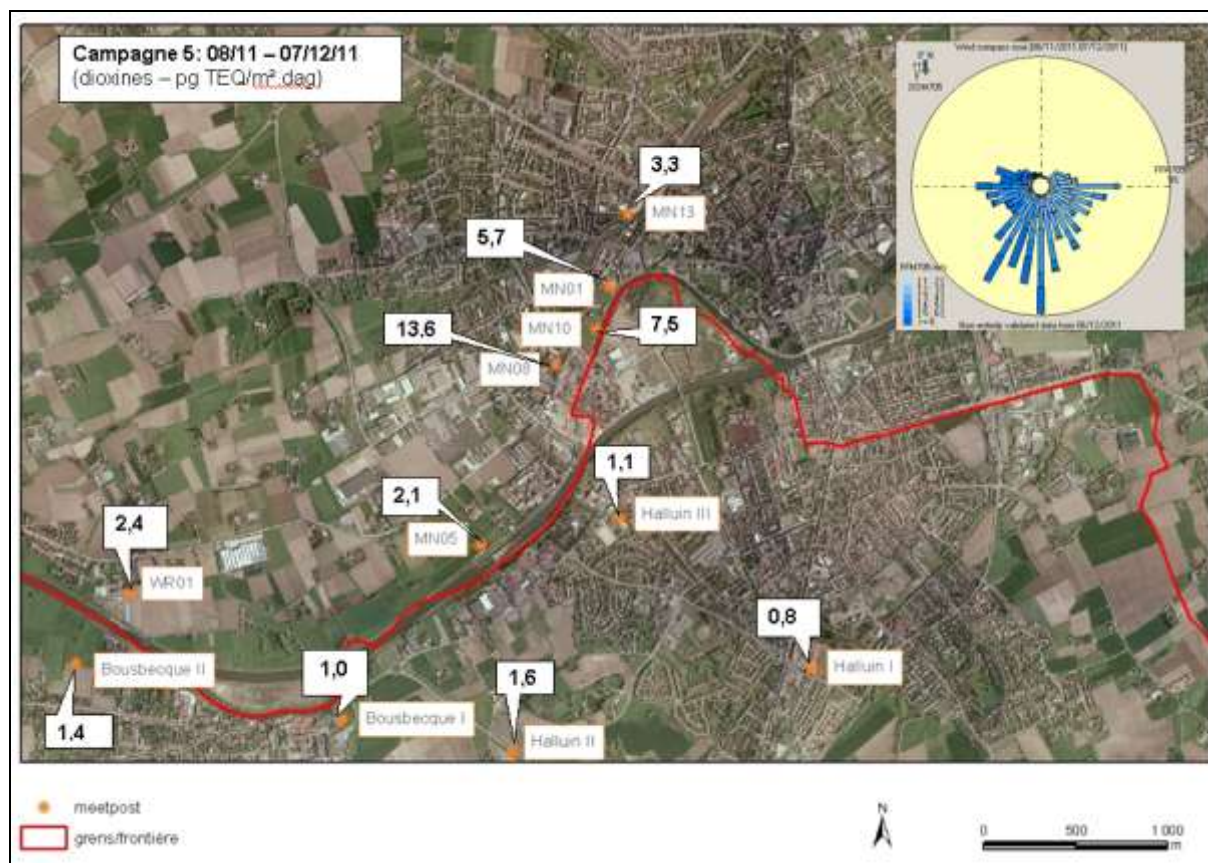 Campagne 5: 08/11 – 07/12/11
(dioxines – pg TEQ/m².dag)
3,3
MN13
5,7
MN01
MN10
7,5
13,6
MN08
1,1
Halluin III
2,1
MN05
2,4
WR01
0,8
Halluin I
Bousbecque II
1,4
1,0
Bousbecque I
1,6
Halluin II
meetpost
grens/frontière
N
0 500 1 000
m